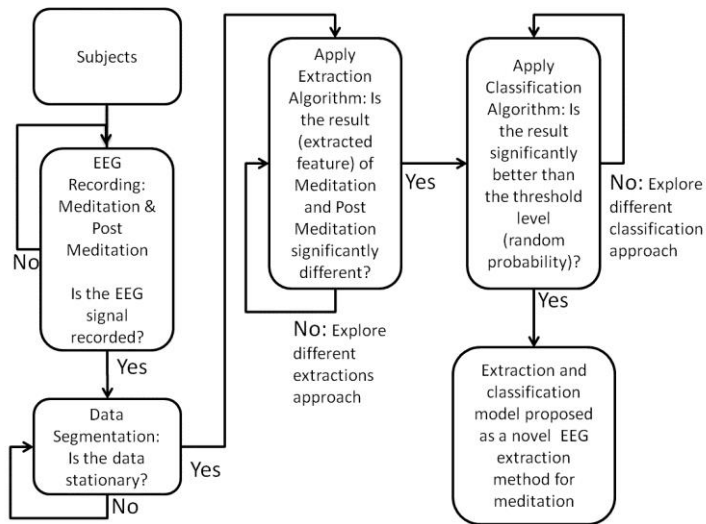 Subjects
EEG
Recording:
Meditation &
Post
Meditation
Is the EEG
signal
recorded?
No
Yes
Data
Segmentation:
Is the data
stationary?
No
Yes
Apply
Extraction
Algorithm: Is
the result
(extracted
feature) of
Meditation
and Post
Meditation
significantly
different?
No: Explore
different
extractions
approach
Yes
Apply
Classification
Algorithm: Is
the result
significantly
better than
the threshold
level
(random
probability)?
No: Explore
different
classification
approach
Yes
Extraction and
classification
model proposed
as a novel EEG
extraction
method for
meditation